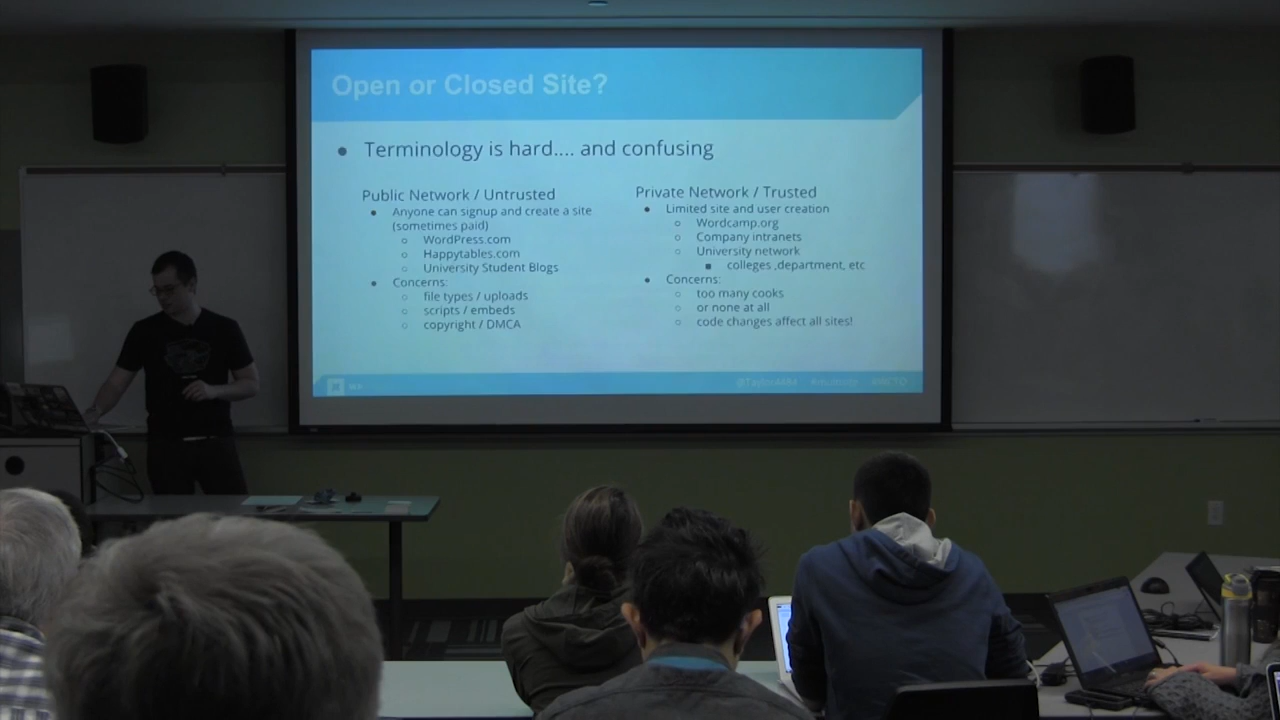 Open or Closed Site?
● Terminology is hard.... and confusing
Public Network / Untrusted
● Anyone can signup and create a site
(sometimes paid)
○ WordPress.com
○ Happytables.com
○ University Student Blogs
● Concerns:
○ file types / uploads
○ scripts / embeds
○ copyright / DMCA
Private Network / Trusted
● Limited site and user creation
○ Wordcamp.org
○ Company intranets
○ University network
■ colleges ,department, etc
● Concerns:
○ too many cooks
○ or none at all
○ code changes affect all sites!
#multisite